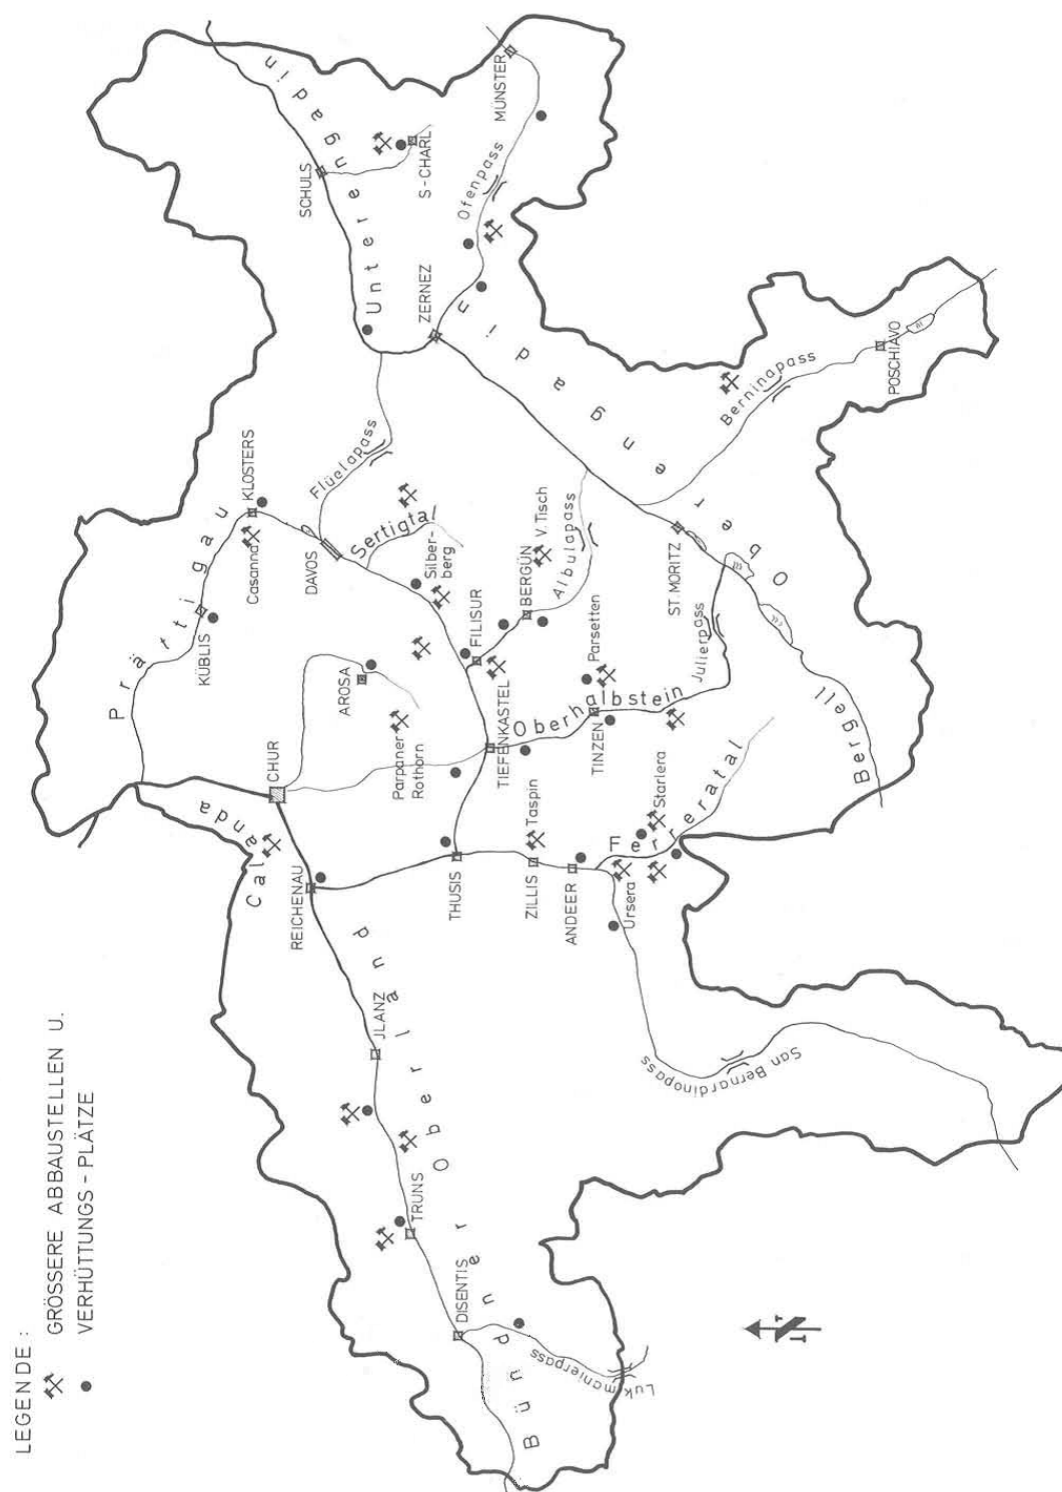 LEGENDE :
GRÖSSERE ABBAUSTELLEN U.
VERHÜTTUNGS - PLÄTZE
Prättigau
KÜBLIS
KLOSTERS
Casanna
DAVOS
Flüelapass
Sertigtal
Silber-
berg
SCHULS
Unterengadin
S-CHARL
MÜNSTER
Ofenpass
ZERNEZ
Oberengadin
Calanda
CHUR
REICHENAU
AROSA
Parpaner
Rothorn
JLANZ
TRUNS
DISENTIS
Bündner Oberland
Lukmanierpass
THUSIS
TIEFENKASTEL
FILISUR
BERGÜN
V. Tisch
Albulapass
ZILLIS
Taspin
ANDEER
Ursera
Ferreratal
Starlera
Oberhalbstein
TINZEN
Parsetten
Julierpass
ST. MORITZ
Bergell
Berninapass
POSCHIAVO
San Bernardinopass